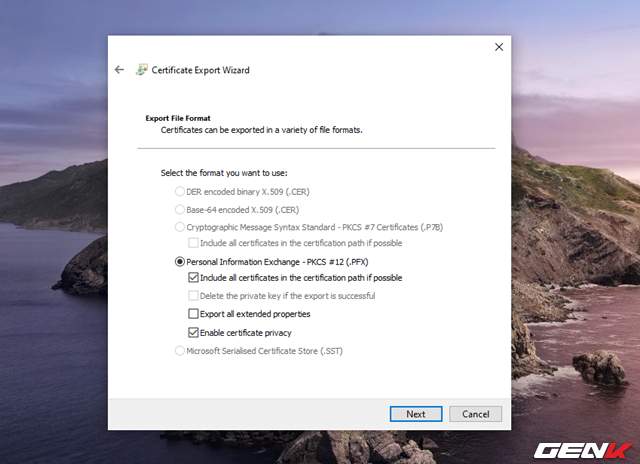 Certificate Export Wizard
Export File Format
Certificates can be exported in a variety of file formats.
Select the format you want to use:
DER encoded binary X.509 (.CER)
Base-64 encoded X.509 (.CER)
Cryptographic Message Syntax Standard - PKCS #7 Certificates (.P7B)
Include all certificates in the certification path if possible
Personal Information Exchange - PKCS #12 (.PFX)
Include all certificates in the certification path if possible
Delete the private key if the export is successful
Export all extended properties
Enable certificate privacy
Microsoft Serialised Certificate Store (.SST)
Next
Cancel
GENK